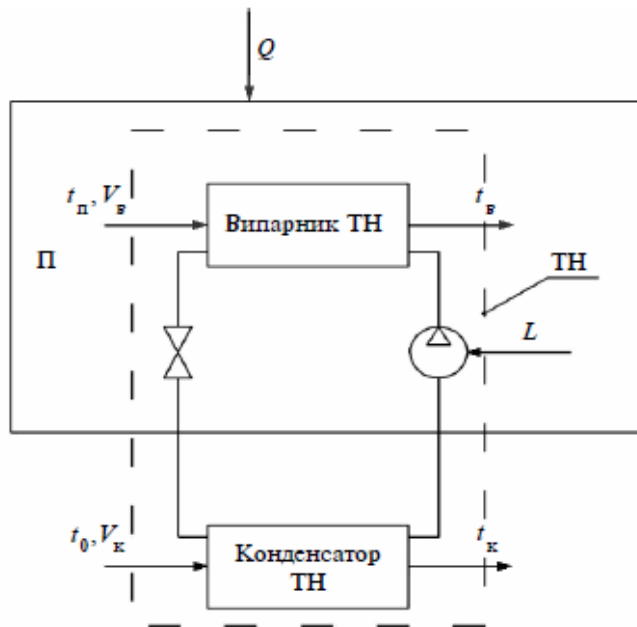 Q
tп, Vв
tв
Випарник ТН
П
ТН
L
t0, Vк
tк
Конденсатор
ТН